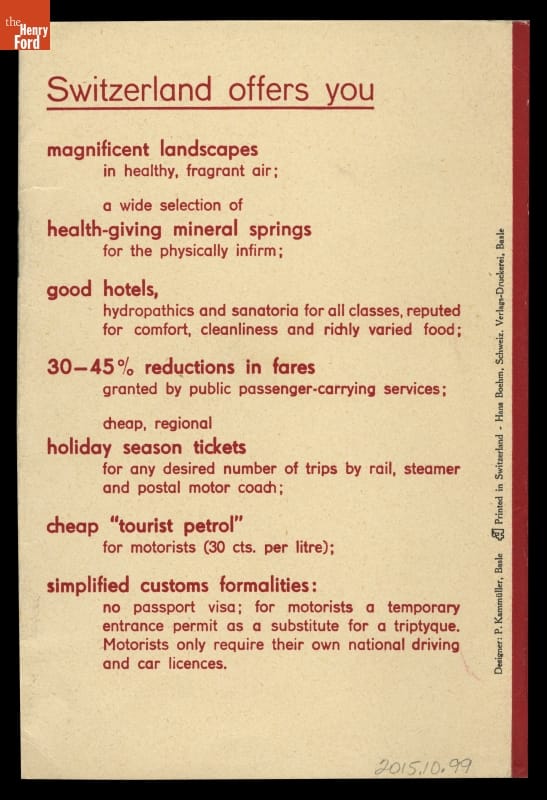 the
Henry
Ford
Switzerland offers you
magnificent landscapes
in healthy, fragrant air;
a wide selection of
health-giving mineral springs
for the physically infirm;
good hotels,
hydropathics and sanatoria for all classes, reputed
for comfort, cleanliness and richly varied food;
30—45% reductions in fares
granted by public passenger-carrying services;
cheap, regional
holiday season tickets
for any desired number of trips by rail, steamer
and postal motor coach;
cheap "tourist petrol"
for motorists (30 cts. per litre);
simplified customs formalities:
no passport visa; for motorists a temporary
entrance permit as a substitute for a triptyque.
Motorists only require their own national driving
and car licences.
Designer: P. Kammüller, Basle Printed in Switzerland - Hans Boehm, Schweiz. Verlags-Druckerei, Basle
2015.10.99